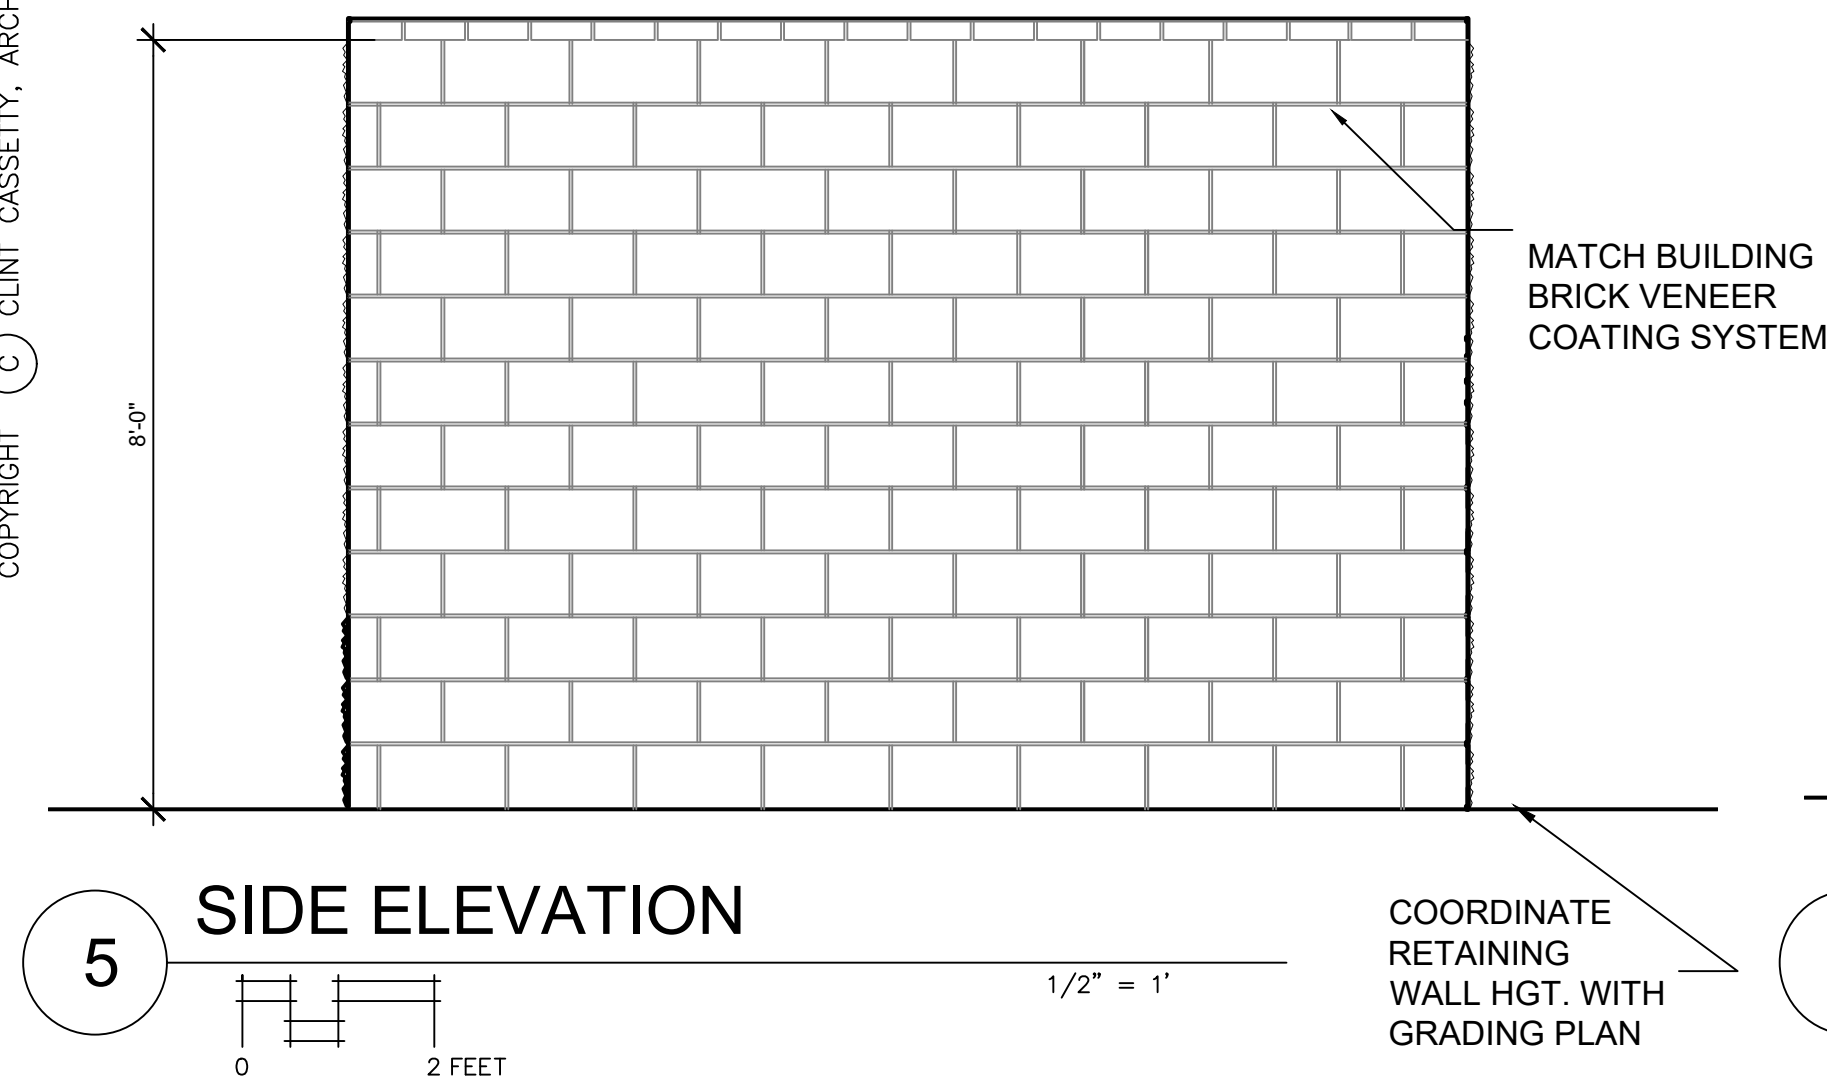 COPYRIGHT C CLINT CASSETTY, ARCH
8'-0"
MATCH BUILDING
BRICK VENEER
COATING SYSTEM
5
SIDE ELEVATION
1/2" = 1'
0
2 FEET
COORDINATE
RETAINING
WALL HGT. WITH
GRADING PLAN